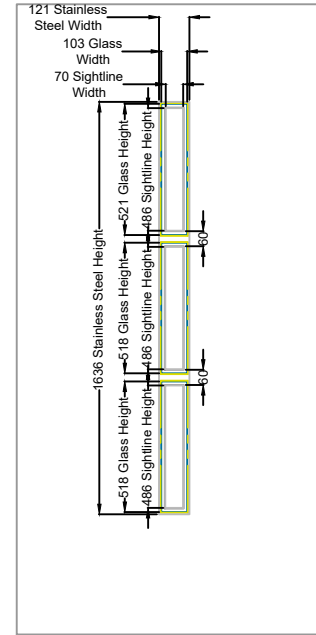 121 Stainless
Steel Width
103 Glass
Width
70 Sightline
Width
1636 Stainless Steel Height
521 Glass Height
486 Sightline Height
60
518 Glass Height
486 Sightline Height
60
518 Glass Height
486 Sightline Height